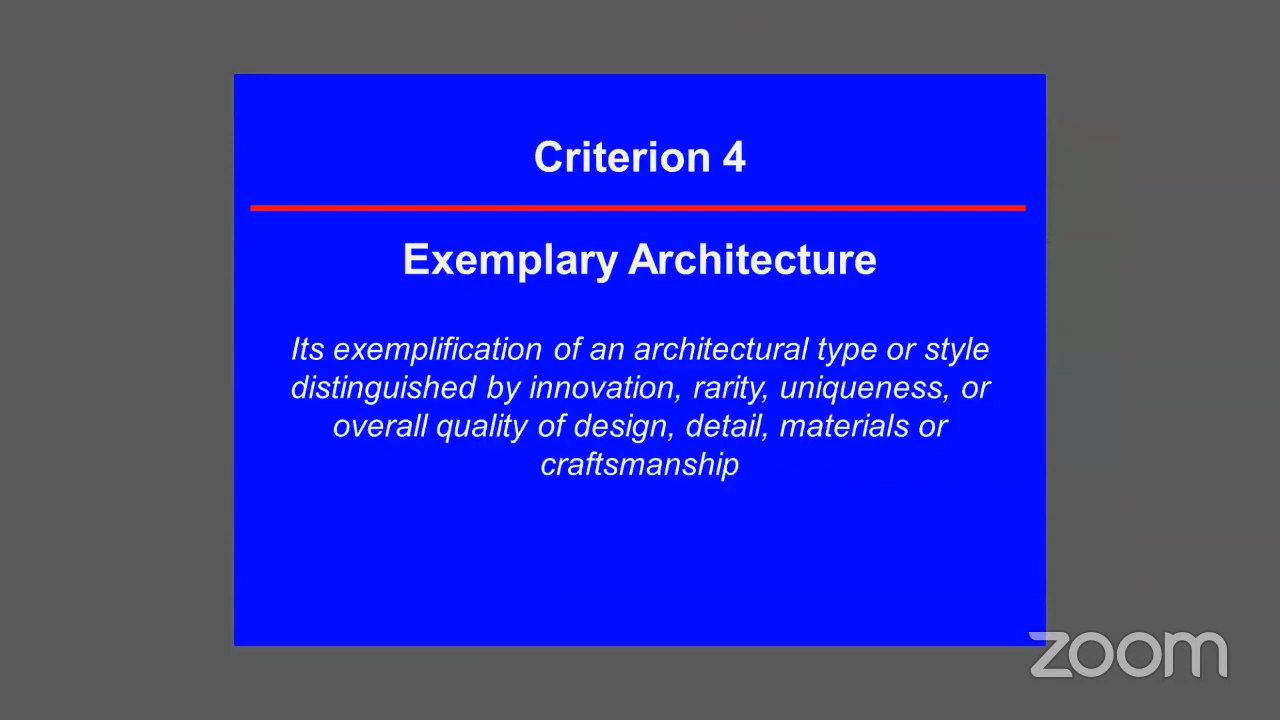 Criterion 4
Exemplary Architecture
Its exemplification of an architectural type or style
distinguished by innovation, rarity, uniqueness, or
overall quality of design, detail, materials or
craftsmanship
zoom